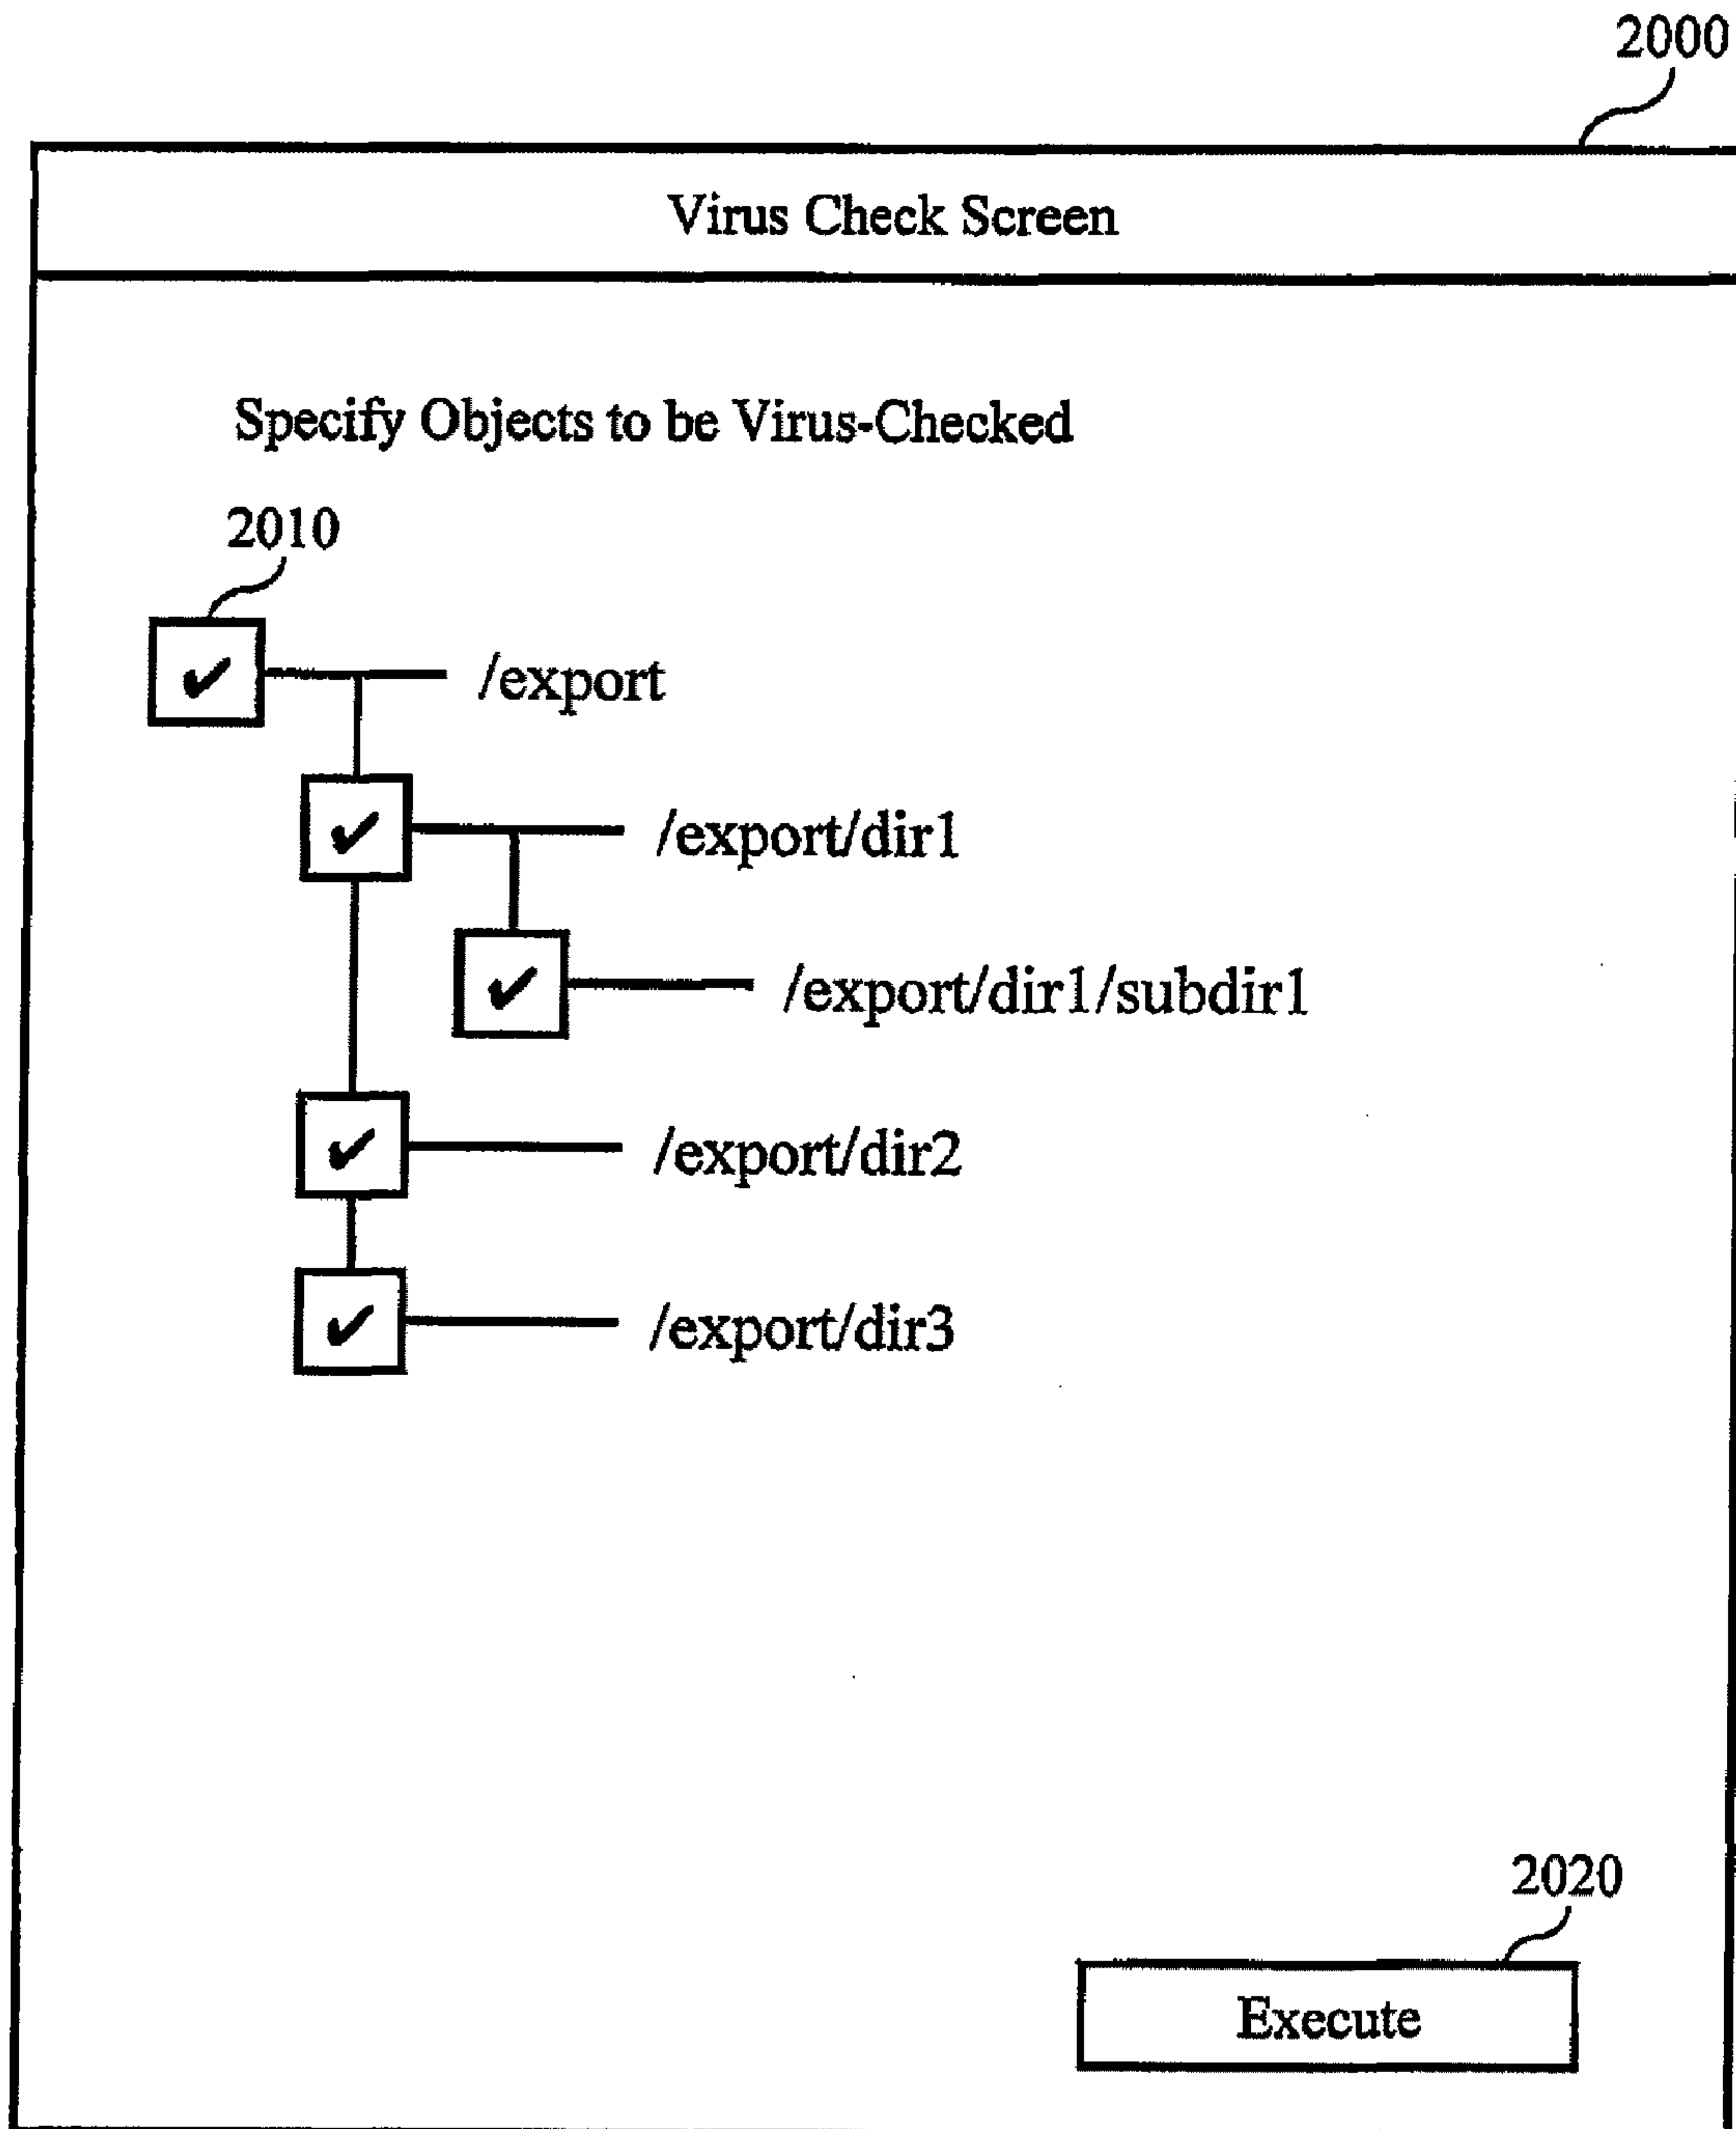 2000
Virus Check Screen
Specify Objects to be Virus-Checked
2010
/export
/export/dir1
/export/dir1/subdir1
/export/dir2
/export/dir3
2020
Execute